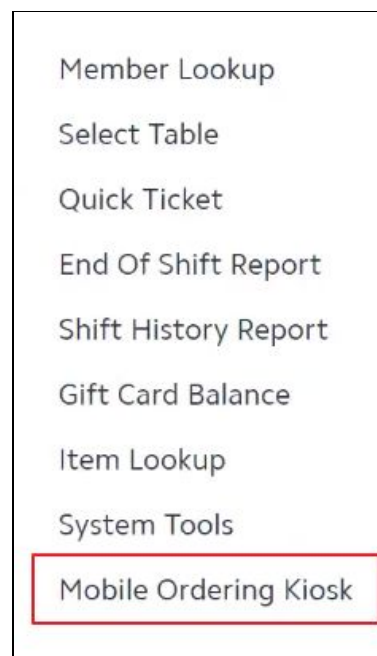 Member Lookup
Select Table
Quick Ticket
End Of Shift Report
Shift History Report
Gift Card Balance
Item Lookup
System Tools
Mobile Ordering Kiosk